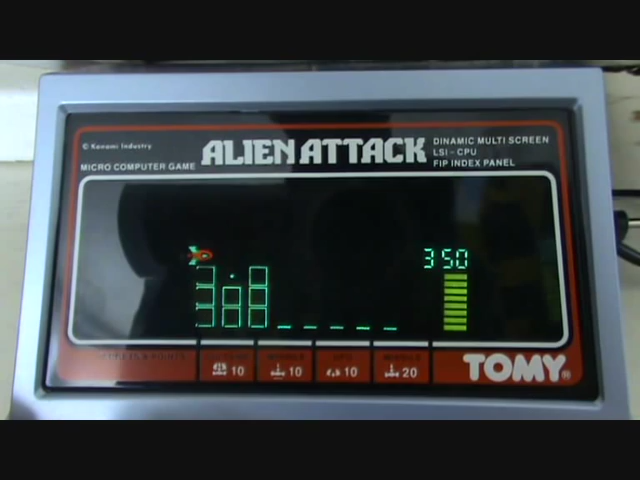 © Konami Industry
MICRO COMPUTER GAME
ALIEN ATTACK
DINAMIC MULTI SCREEN
LSI-CPU
FIP INDEX PANEL
350
10
10
10
MISSILE 20
TOMY®